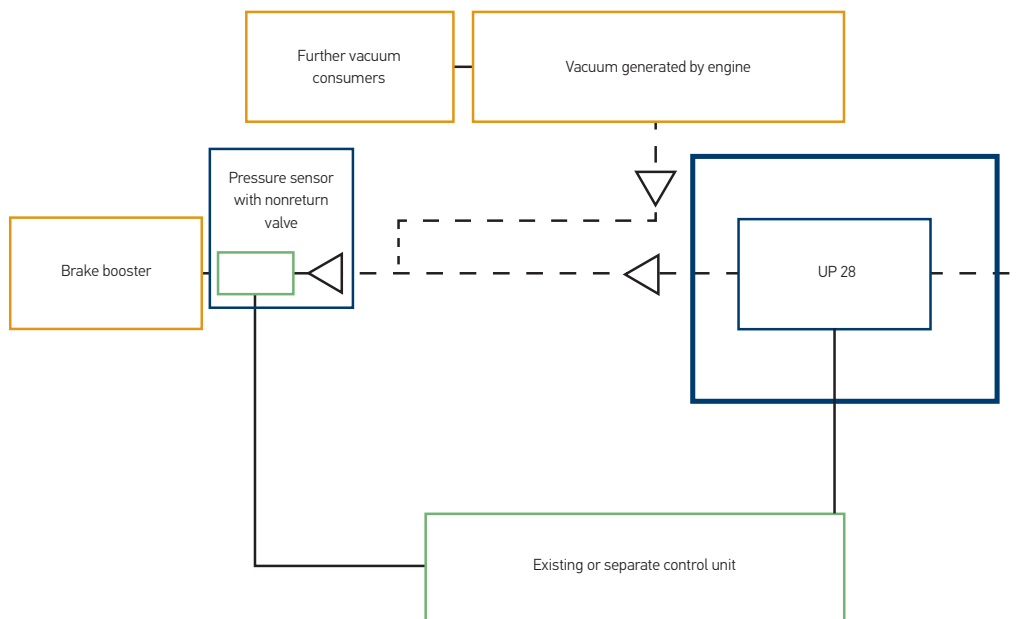 Further vacuum
consumers
Vacuum generated by engine
Pressure sensor
with nonreturn
valve
Brake booster
UP 28
Existing or separate control unit